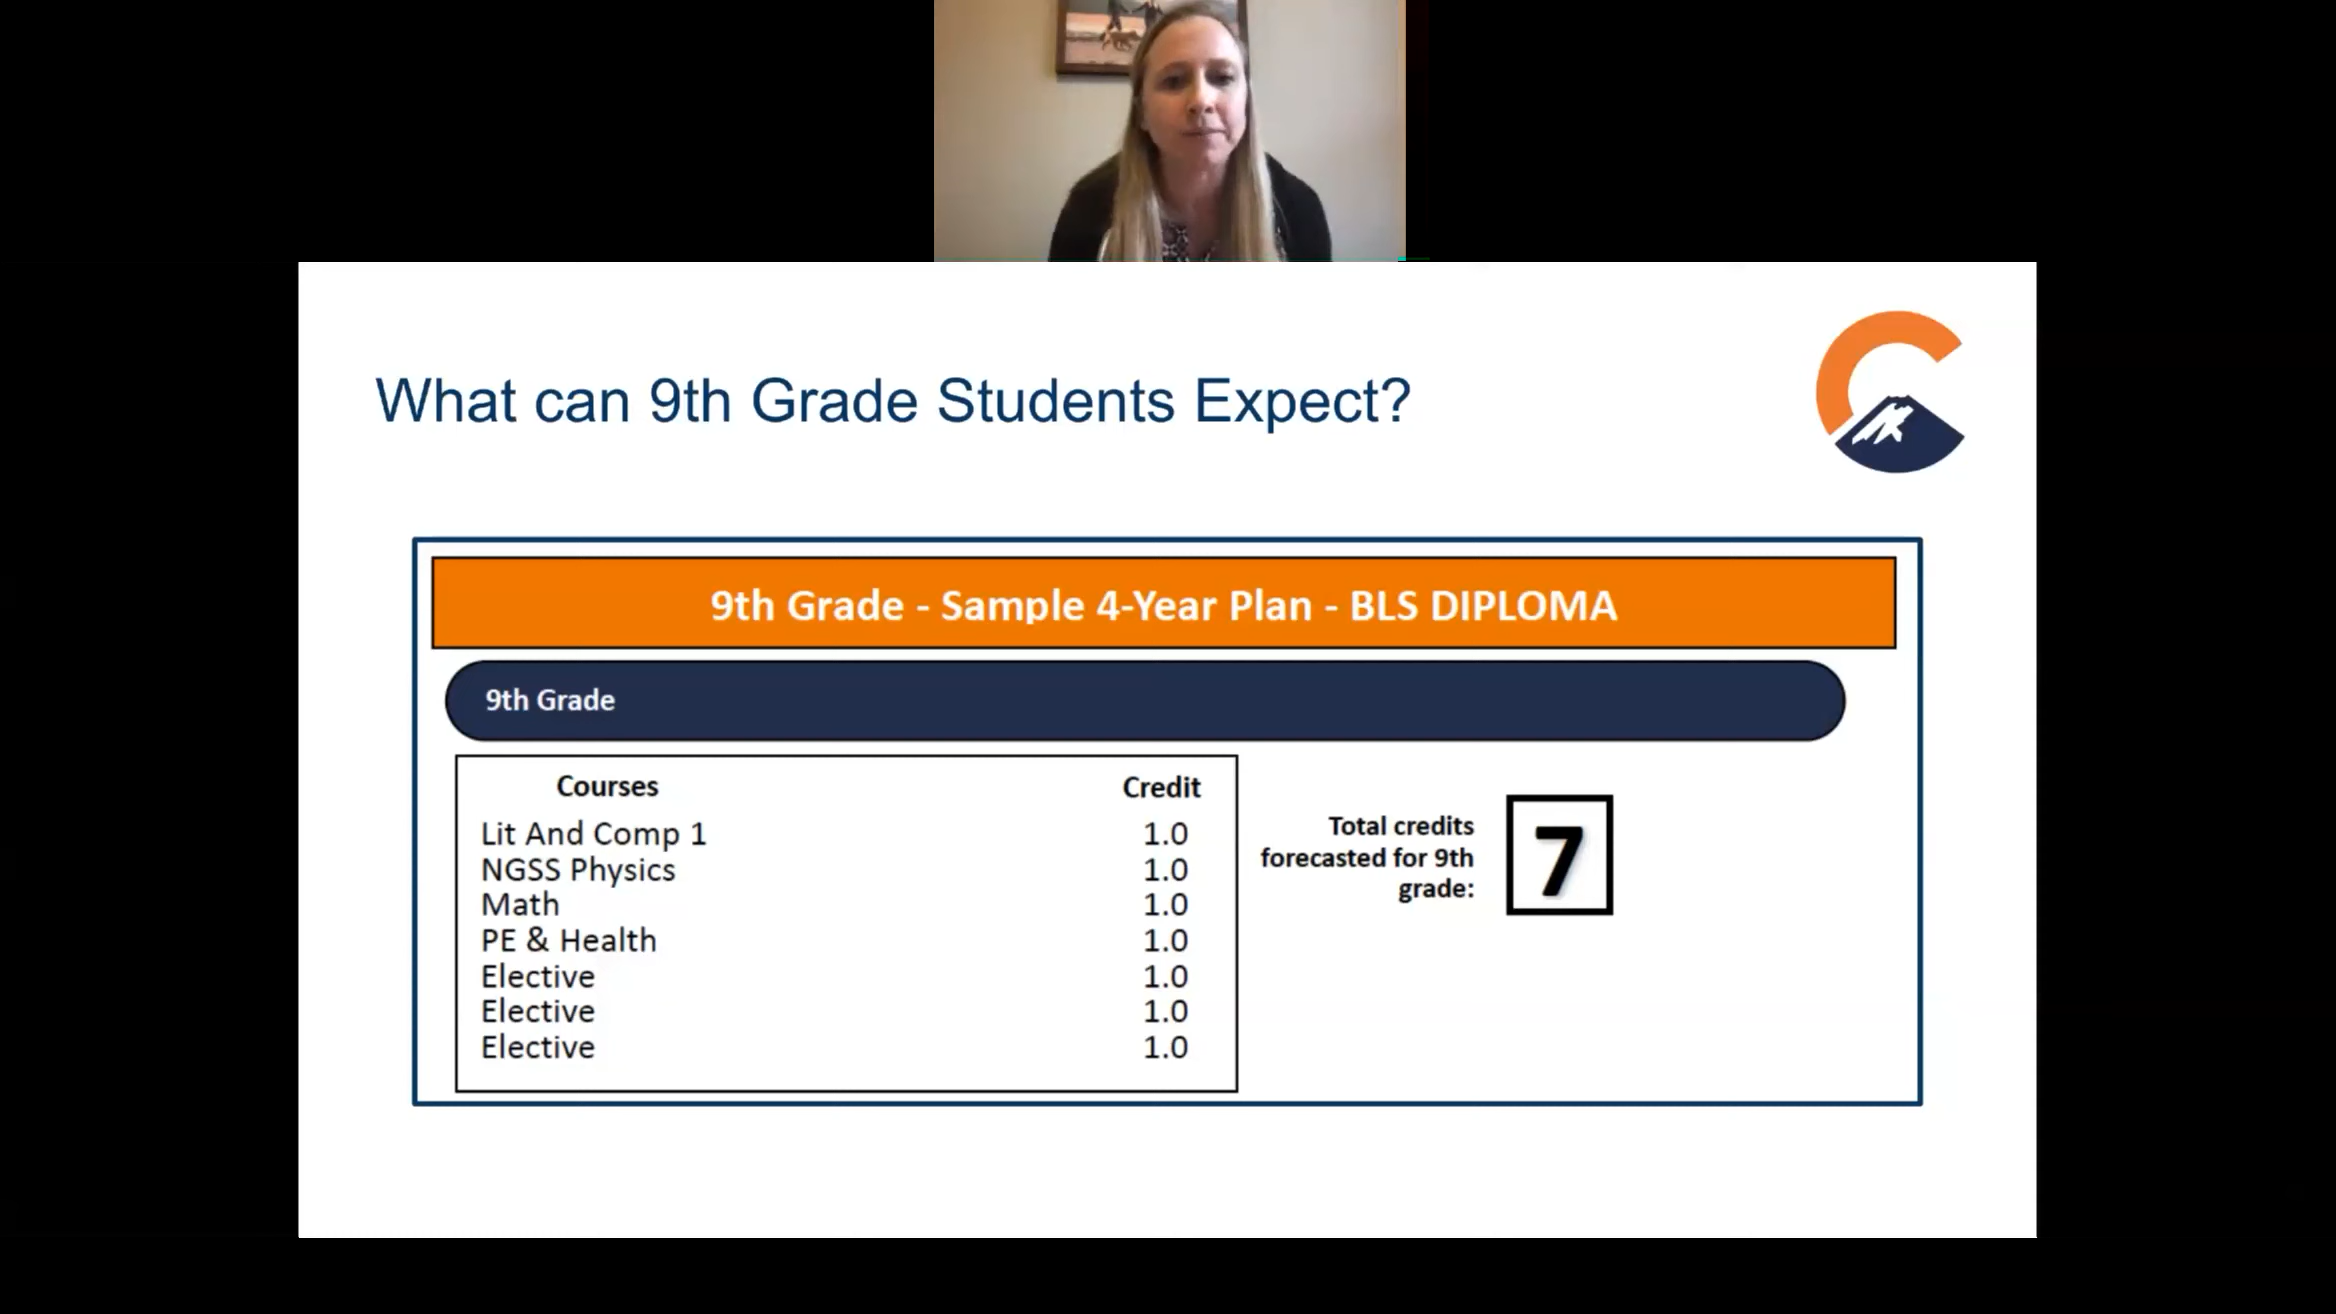 What can 9th Grade Students Expect?
9th Grade - Sample 4-Year Plan - BLS DIPLOMA
9th Grade
Courses Credit
Lit And Comp 1 1.0
NGSS Physics 1.0
Math 1.0
PE & Health 1.0
Elective 1.0
Elective 1.0
Elective 1.0
Total credits
forecasted for 9th
grade:
7